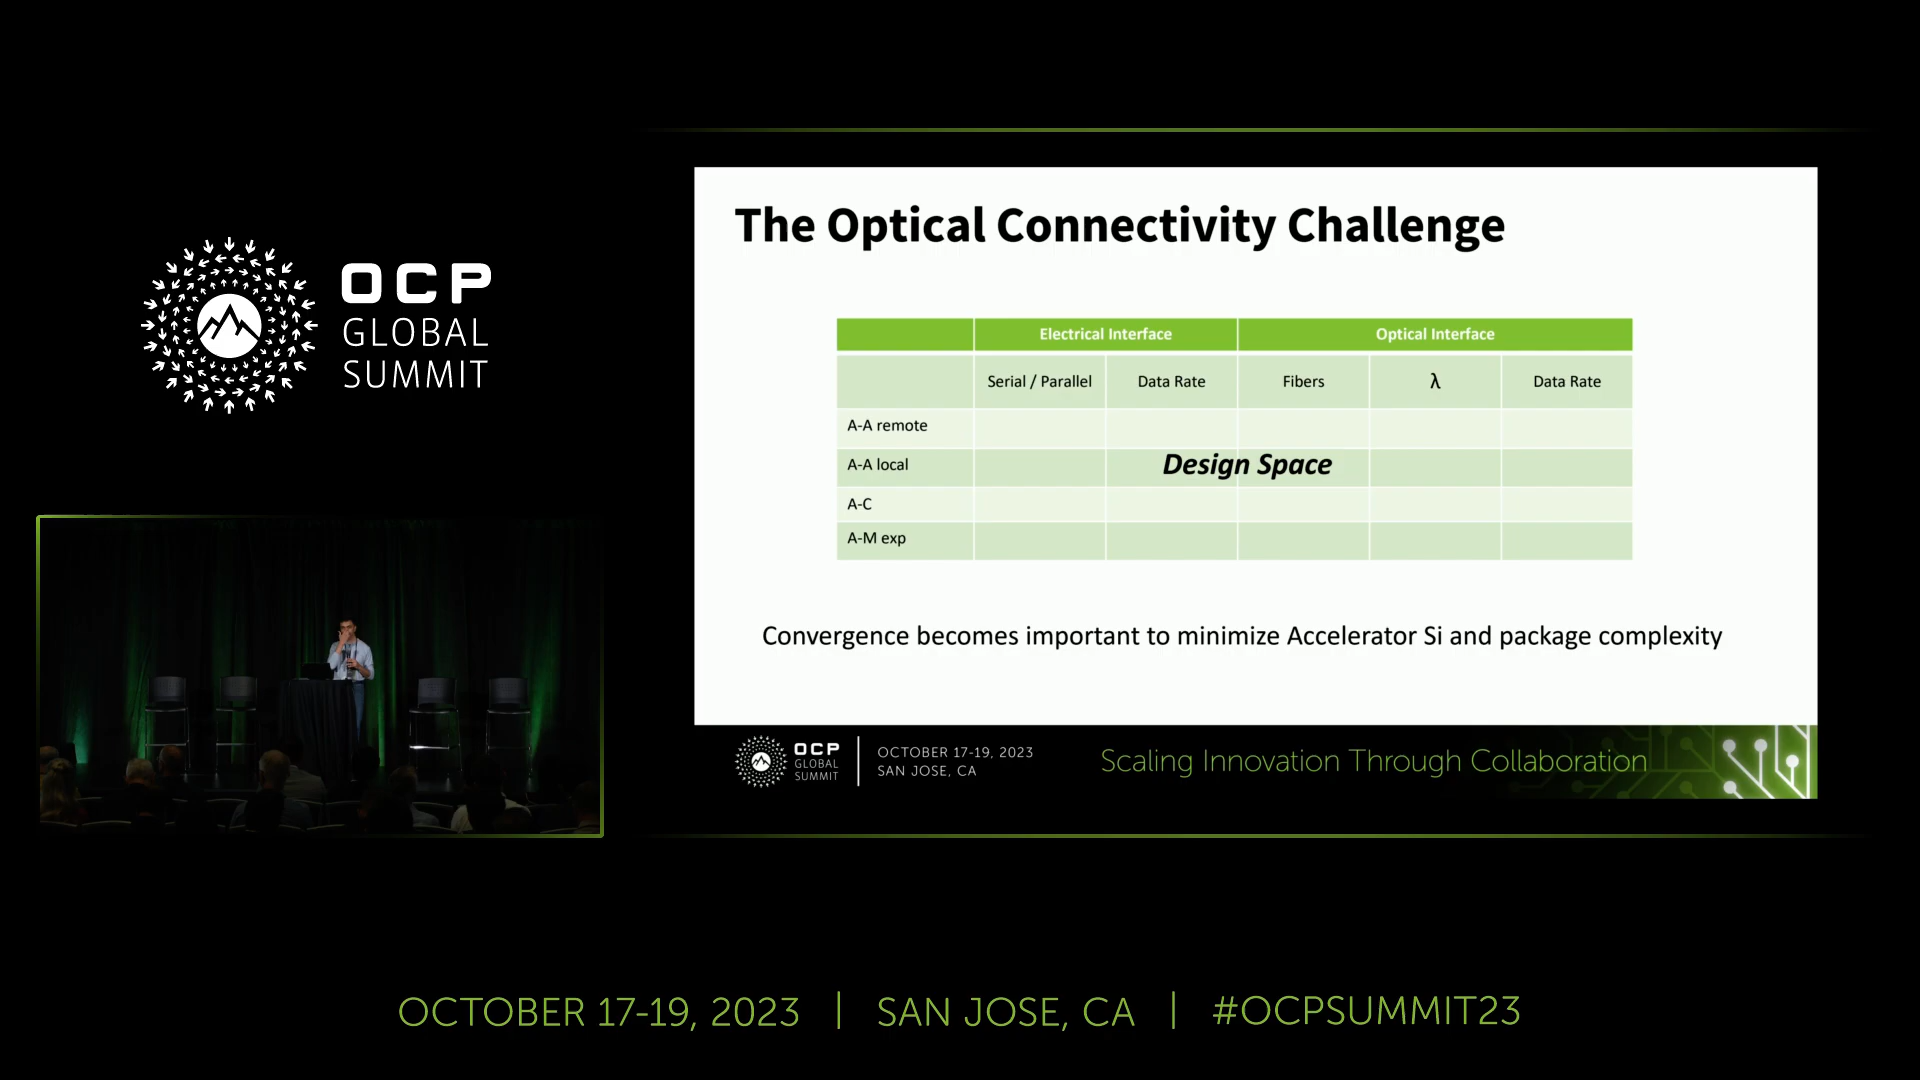 OCP
GLOBAL
SUMMIT
The Optical Connectivity Challenge
Electrical Interface Optical Interface
Serial / Parallel Data Rate Fibers λ Data Rate
A-A remote
A-A local
Design Space
A-C
A-M exp
Convergence becomes important to minimize Accelerator Si and package complexity
OCP
GLOBAL
SUMMIT
OCTOBER 17-19, 2023
SAN JOSE, CA
Scaling Innovation Through Collaboration
OCTOBER 17-19, 2023 | SAN JOSE, CA | #OCPSUMMIT23